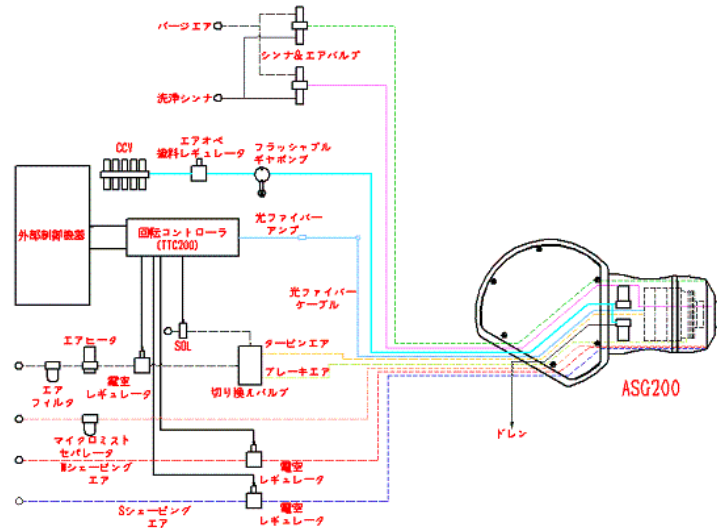 パージエア
シンナ&エアバルブ
洗浄シンナ
CCV
エアオペ
塗料レギュレータ
フラッシャブル
ギヤポンプ
外部制御機器
回転コントローラ
(TTC200)
光ファイバー
アンプ
光ファイバー
ケーブル
エアヒータ
SOL
タービンエア
ブレーキエア
エア
フィルタ
電空
レギュレータ
切り換えバルブ
ASG200
マイクロミスト
セパレータ
ドレン
Wシェーピング
エア
電空
レギュレータ
Sシェーピング
エア
電空
レギュレータ